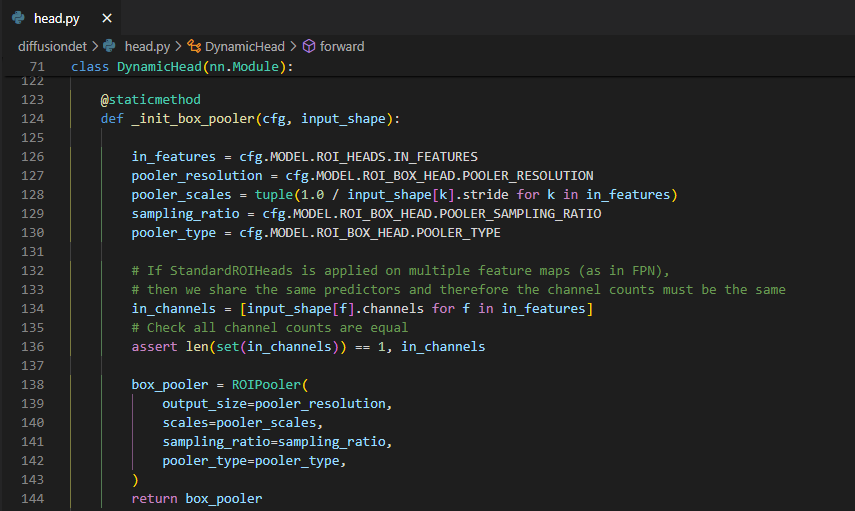 head.py ×
diffusiondet > head.py > DynamicHead > forward
71 class DynamicHead(nn.Module):
122
123 @staticmethod
124 def _init_box_pooler(cfg, input_shape):
125
126 in_features = cfg.MODEL.ROI_HEADS.IN_FEATURES
127 pooler_resolution = cfg.MODEL.ROI_BOX_HEAD.POOLER_RESOLUTION
128 pooler_scales = tuple(1.0 / input_shape[k].stride for k in in_features)
129 sampling_ratio = cfg.MODEL.ROI_BOX_HEAD.POOLER_SAMPLING_RATIO
130 pooler_type = cfg.MODEL.ROI_BOX_HEAD.POOLER_TYPE
131
132 # If StandardROIHeads is applied on multiple feature maps (as in FPN),
133 # then we share the same predictors and therefore the channel counts must be the same
134 in_channels = [input_shape[f].channels for f in in_features]
135 # Check all channel counts are equal
136 assert len(set(in_channels)) == 1, in_channels
137
138 box_pooler = ROIPooler(
139 output_size=pooler_resolution,
140 scales=pooler_scales,
141 sampling_ratio=sampling_ratio,
142 pooler_type=pooler_type,
143 )
144 return box_pooler